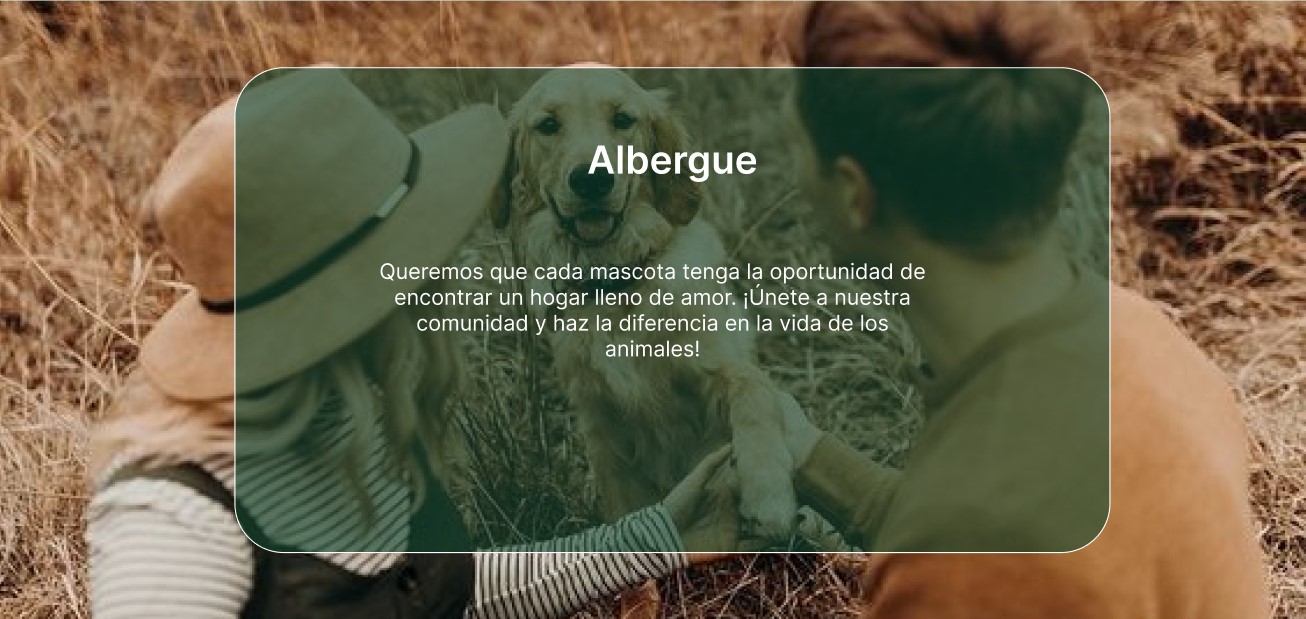 Albergue
Queremos que cada mascota tenga la oportunidad de
encontrar un hogar lleno de amor. ¡Únete a nuestra
comunidad y haz la diferencia en la vida de los
animales!